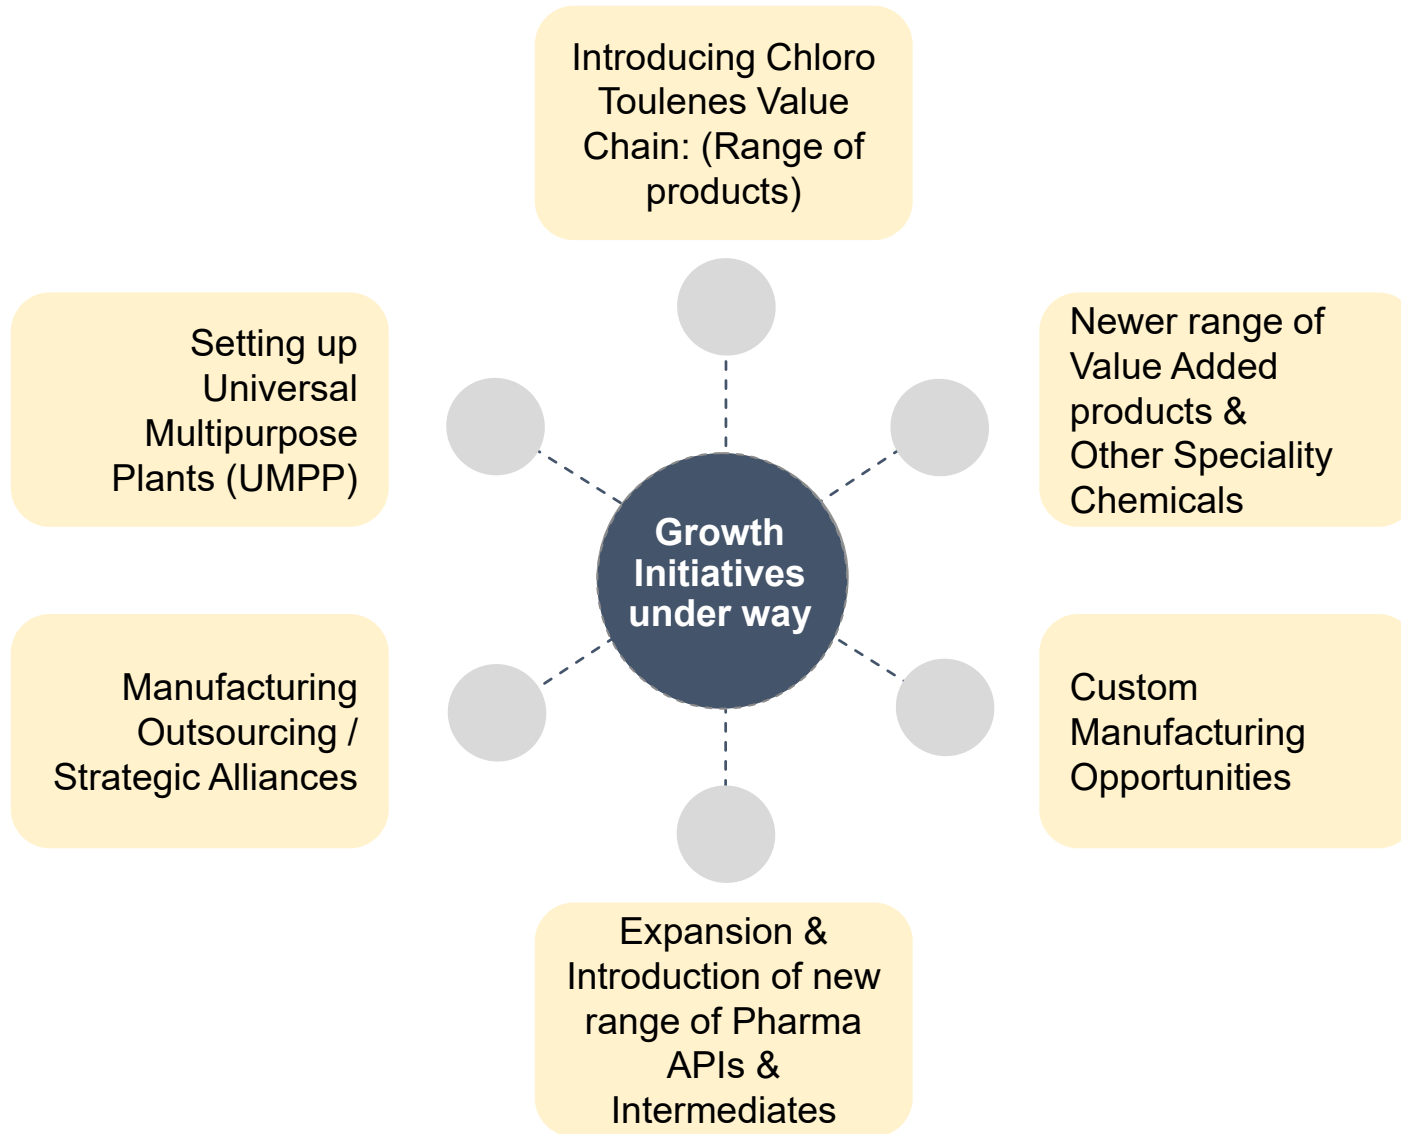 Introducing Chloro
Toulenes Value
Chain: (Range of
products)
Setting up
Universal
Multipurpose
Plants (UMPP)
Newer range of
Value Added
products &
Other Speciality
Chemicals
Growth
Initiatives
under way
Manufacturing
Outsourcing /
Strategic Alliances
Custom
Manufacturing
Opportunities
Expansion &
Introduction of new
range of Pharma
APIs &
Intermediates